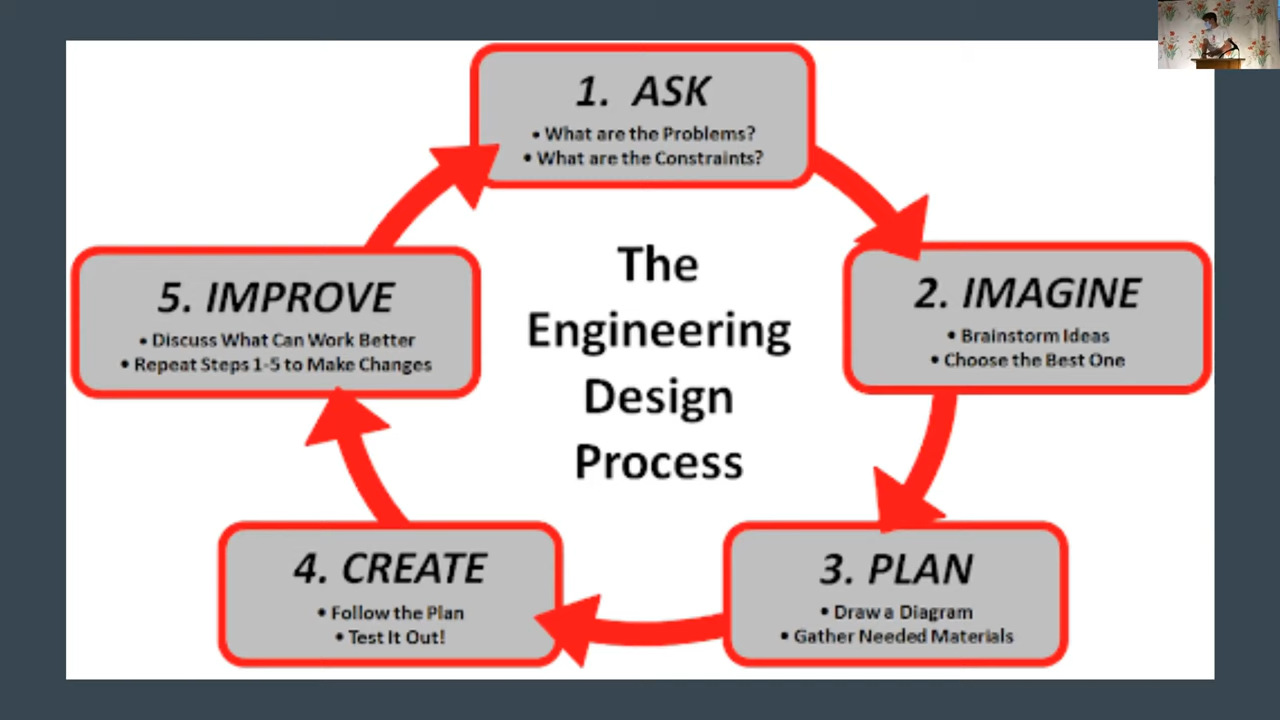 1. ASK
• What are the Problems?
• What are the Constraints?
2. IMAGINE
• Brainstorm Ideas
• Choose the Best One
3. PLAN
• Draw a Diagram
• Gather Needed Materials
4. CREATE
• Follow the Plan
• Test It Out!
5. IMPROVE
• Discuss What Can Work Better
• Repeat Steps 1-5 to Make Changes
The
Engineering
Design
Process